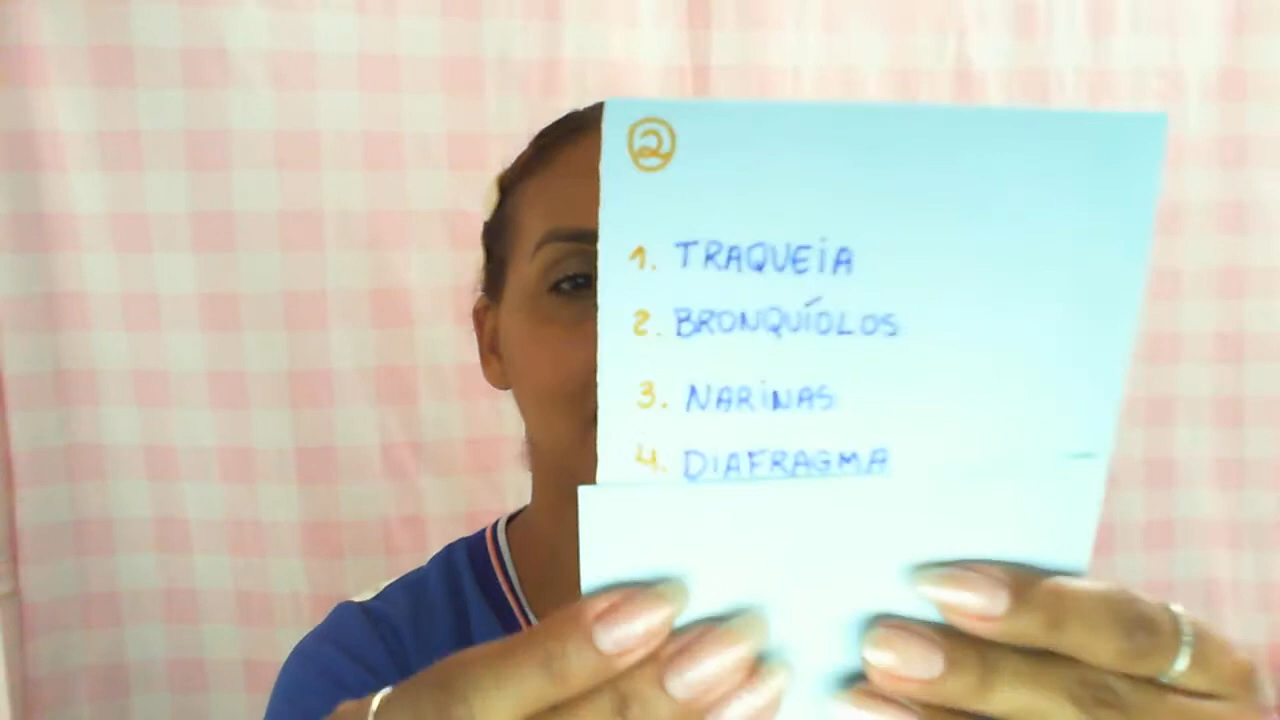 2
1. TRAQUEIA
2. BRONQUÍOLOS
3. NARINAS
4. DIAFRAGMA